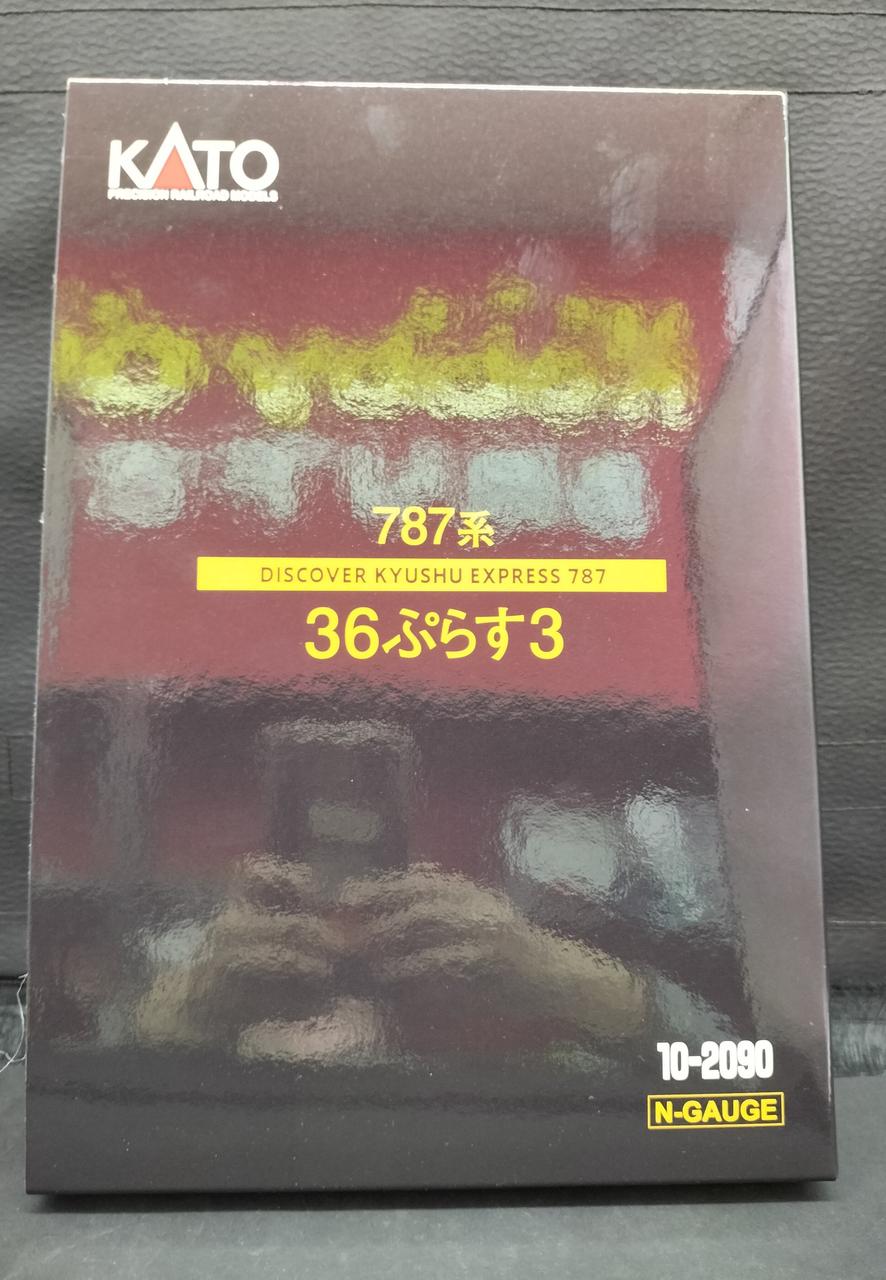 KATO
PRECISION RAILROAD MODELS
787系
DISCOVER KYUSHU EXPRESS 787
36ぷらす3
10-2090
N-GAUGE